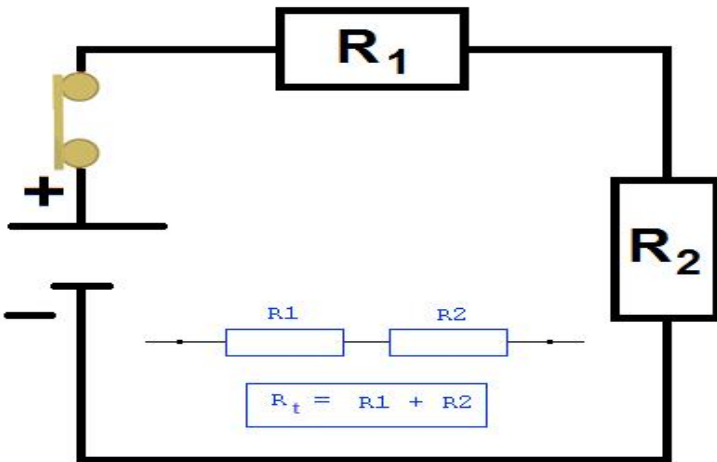 R1
+
R2
-
R1 R2
Rt = R1 + R2